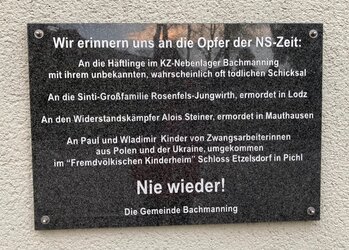 Wir erinnern uns an die Opfer der NS-Zeit:
An die Häftlinge im KZ-Nebenlager Bachmanning
mit ihrem unbekannten, wahrscheinlich oft tödlichen Schicksal
An die Sinti-Großfamilie Rosenfels-Jungwirth, ermordet in Lodz
An den Widerstandskämpfer Alois Steiner, ermordet in Mauthausen
An Paul und Wladimir Kinder von Zwangsarbeiterinnen
aus Polen und der Ukraine, umgekommen
im "Fremdvölkischen Kinderheim" Schloss Etzelsdorf in Pichl
Nie wieder!
Die Gemeinde Bachmanning